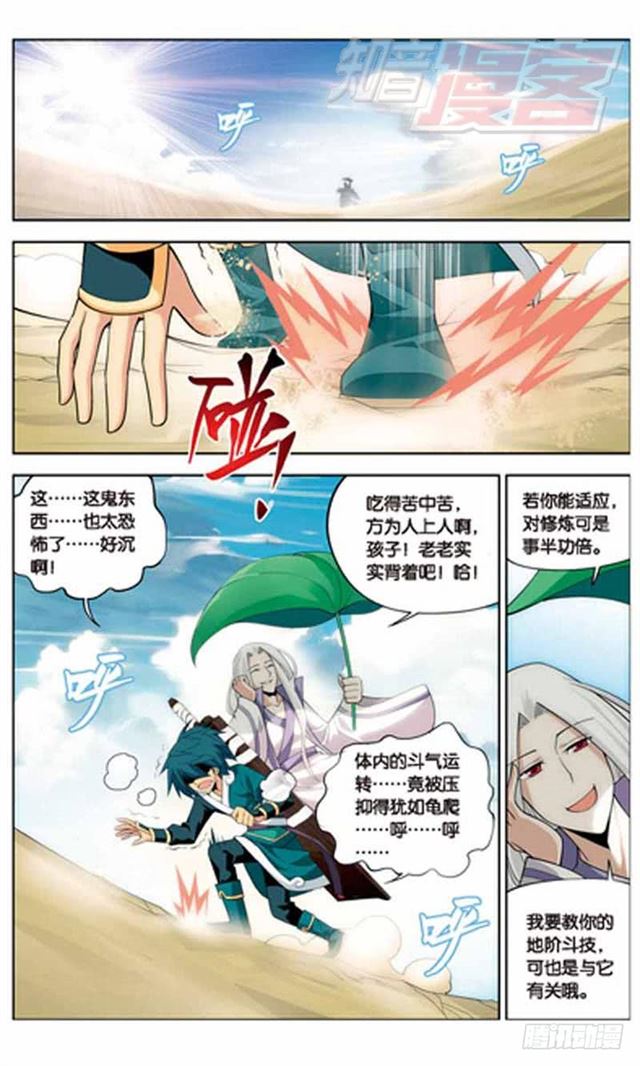 知音漫客
呼
呼
碰！
这……这鬼东
西……也太恐
怖了……好沉
啊！
吃得苦中苦，
方为人上人啊，
孩子！老老实
实背着吧！哈！
呼
体内的斗气运
转……竟被压
抑得犹如龟爬
……呼……呼
……
呼
若你能适应，
对修炼可是
事半功倍。
我要教你的
地阶斗技，
可也是与它
有关哦。
腾讯动漫